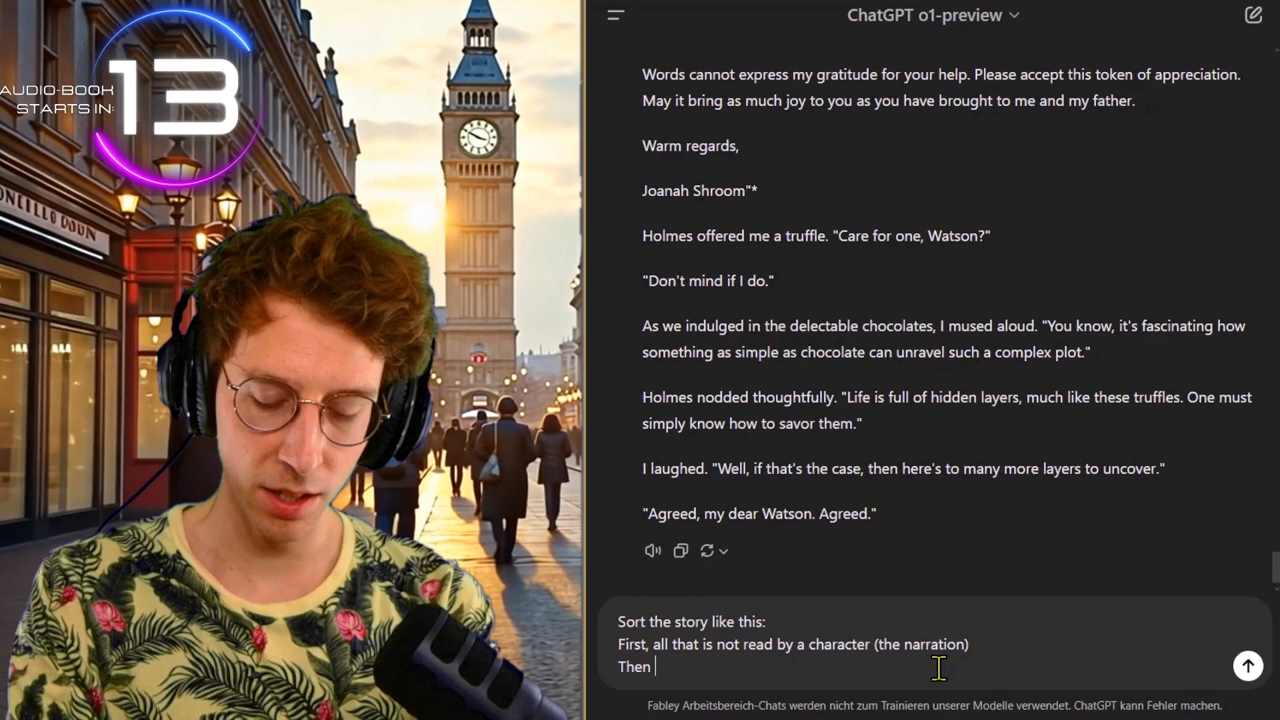 AUDIO-BOOK
STARTS IN:
13
ChatGPT o1-preview
Words cannot express my gratitude for your help. Please accept this token of appreciation.
May it bring as much joy to you as you have brought to me and my father.
Warm regards,
Joanah Shroom"*
Holmes offered me a truffle. "Care for one, Watson?"
"Don't mind if I do."
As we indulged in the delectable chocolates, I mused aloud. "You know, it's fascinating how
something as simple as chocolate can unravel such a complex plot."
Holmes nodded thoughtfully. "Life is full of hidden layers, much like these truffles. One must
simply know how to savor them."
I laughed. "Well, if that's the case, then here's to many more layers to uncover."
"Agreed, my dear Watson. Agreed."
Sort the story like this:
First, all that is not read by a character (the narration)
Then
Fabley Arbeitsbereich-Chats werden nicht zum Trainieren unserer Modelle verwendet. ChatGPT kann Fehler machen.